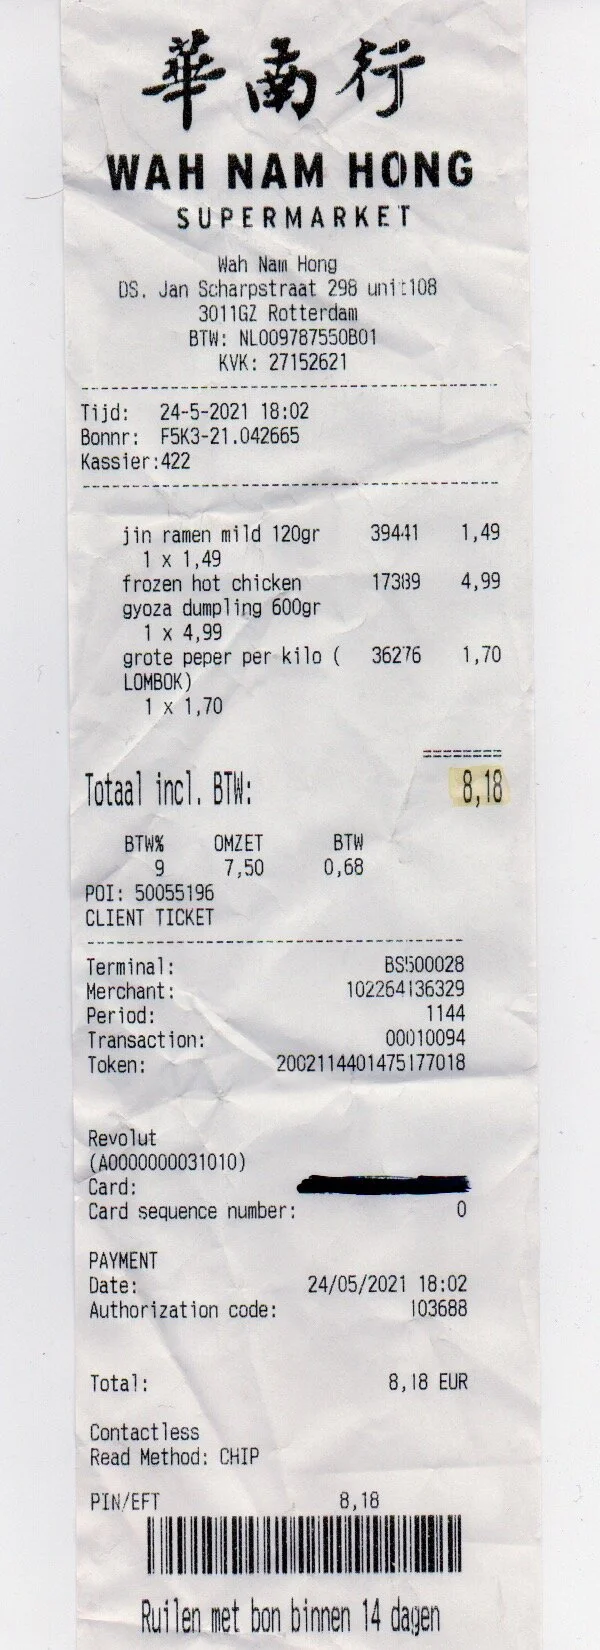 華南行
WAH NAM HONG
SUPERMARKET
Wah Nam Hong
DS. Jan Scharpstraat 298 unit108
3011GZ Rotterdam
BTW: NL009787550B01
KVK: 27152621
Tijd: 24-5-2021 18:02
Bonnr: F5K3-21.042665
Kassier:422
jin ramen mild 120gr 39441 1,49
1 x 1,49
frozen hot chicken 17389 4,99
gyoza dumpling 600gr
1 x 4,99
grote peper per kilo ( 36276 1,70
LOMBOK)
1 x 1,70
========
Totaal incl. BTW: 8,18
BTW% OMZET BTW
9 7,50 0,68
POI: 50055196
CLIENT TICKET
Terminal: BS500028
Merchant: 102264136329
Period: 1144
Transaction: 00010094
Token: 2002114401475177018
Revolut
(A0000000031010)
Card:
Card sequence number: 0
PAYMENT
Date: 24/05/2021 18:02
Authorization code: 103688
Total: 8,18 EUR
Contactless
Read Method: CHIP
PIN/EFT 8,18
Ruilen met bon binnen 14 dagen